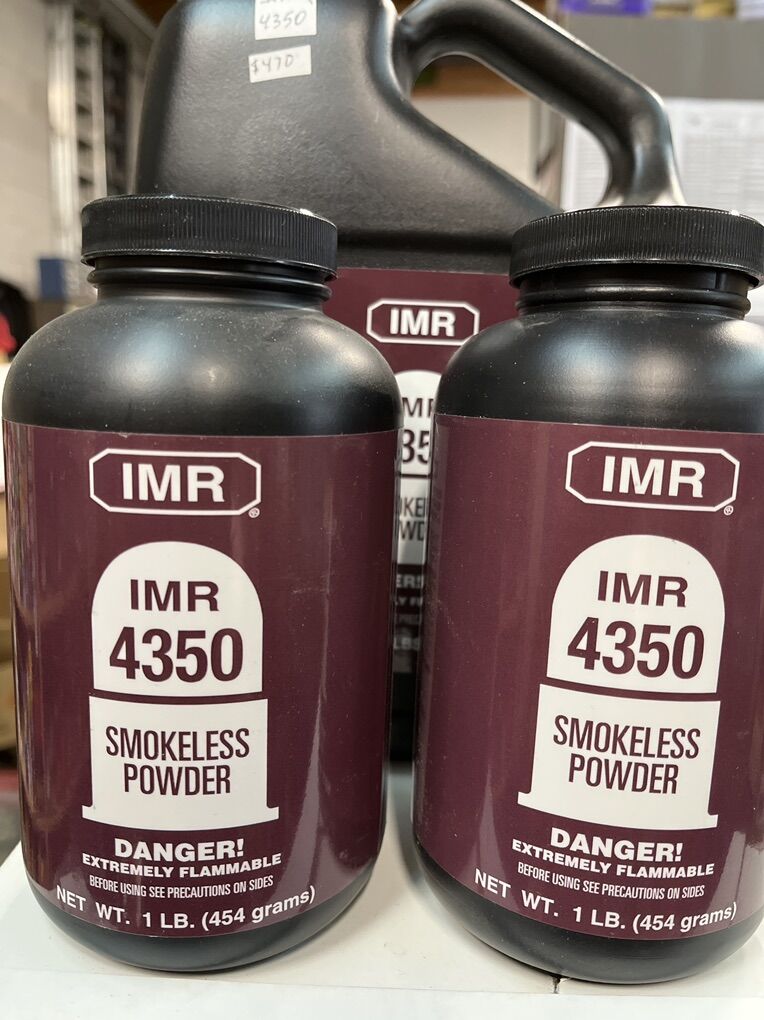 4350
$470
IMR
IMR
4350
SMOKELESS
POWDER
DANGER!
EXTREMELY FLAMMABLE
BEFORE USING SEE PRECAUTIONS ON SIDES
NET WT. 1 LB. (454 grams)
IMR
IMR
4350
SMOKELESS
POWDER
DANGER!
EXTREMELY FLAMMABLE
BEFORE USING SEE PRECAUTIONS ON SIDES
NET WT. 1 LB. (454 grams)
IMR